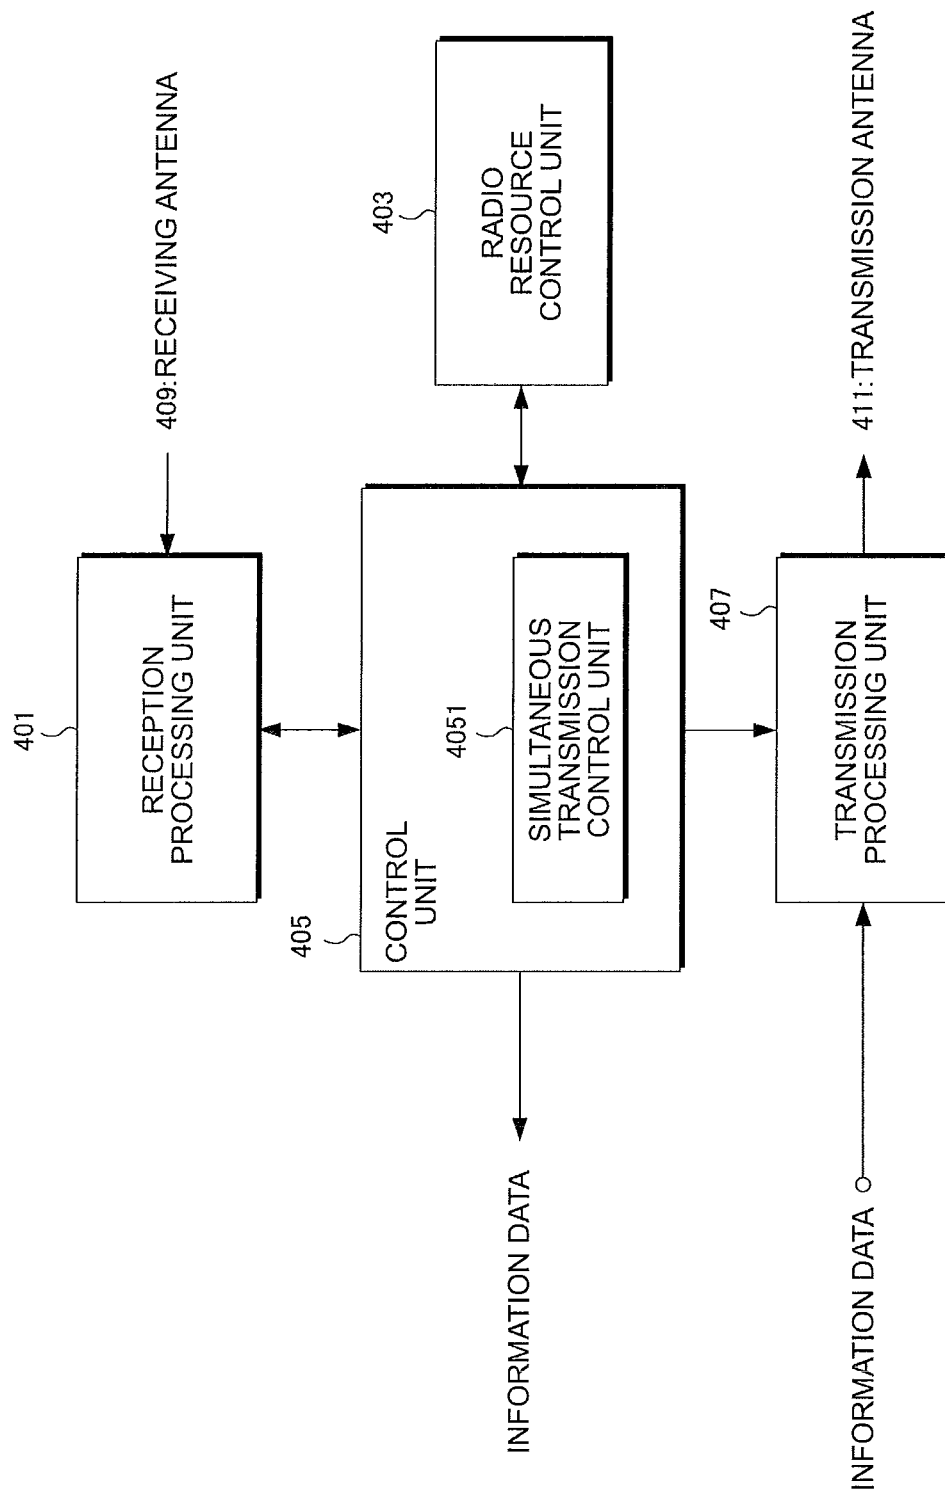 401
RECEPTION
PROCESSING UNIT
409:RECEIVING ANTENNA
405
CONTROL
UNIT
4051
SIMULTANEOUS
TRANSMISSION
CONTROL UNIT
403
RADIO
RESOURCE
CONTROL UNIT
INFORMATION DATA
407
TRANSMISSION
PROCESSING UNIT
411:TRANSMISSION ANTENNA
INFORMATION DATA